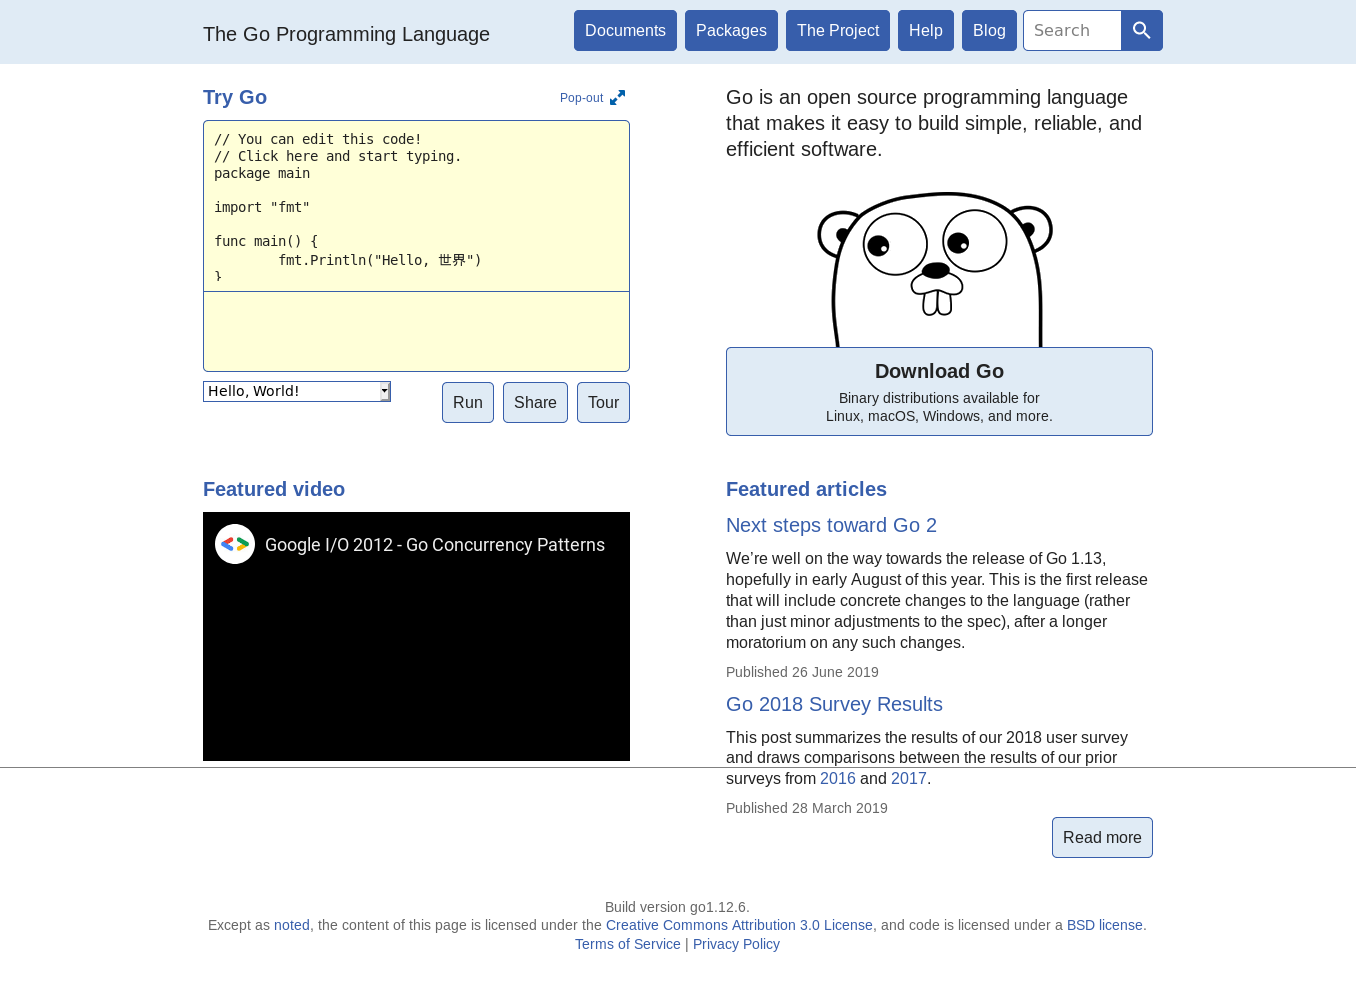 The Go Programming Language
Documents
Packages
The Project
Help
Blog
Search
Try Go
Pop-out
// You can edit this code!
// Click here and start typing.
package main
import "fmt"
func main() {
fmt.Println("Hello, 世界")
}
Hello, World!
Run
Share
Tour
Go is an open source programming language
that makes it easy to build simple, reliable, and
efficient software.
Download Go
Binary distributions available for
Linux, macOS, Windows, and more.
Featured video
Google I/O 2012 - Go Concurrency Patterns
Featured articles
Next steps toward Go 2
We’re well on the way towards the release of Go 1.13,
hopefully in early August of this year. This is the first release
that will include concrete changes to the language (rather
than just minor adjustments to the spec), after a longer
moratorium on any such changes.
Published 26 June 2019
Go 2018 Survey Results
This post summarizes the results of our 2018 user survey
and draws comparisons between the results of our prior
surveys from 2016 and 2017.
Published 28 March 2019
Read more
Build version go1.12.6.
Except as noted, the content of this page is licensed under the Creative Commons Attribution 3.0 License, and code is licensed under a BSD license.
Terms of Service | Privacy Policy